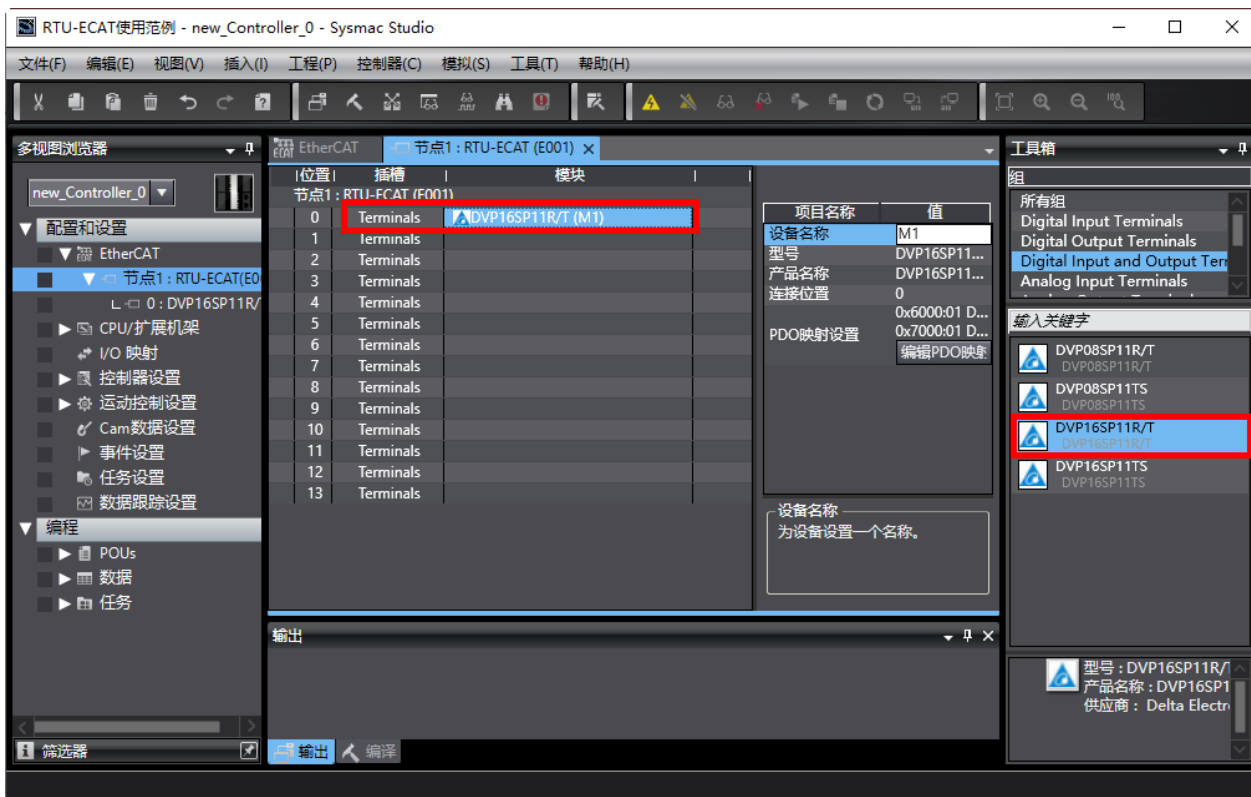 RTU-ECAT使用范例 - new_Controller_0 - Sysmac Studio
文件(F) 编辑(E) 视图(V) 插入(I) 工程(P) 控制器(C) 模拟(S) 工具(T) 帮助(H)
多视图浏览器
new_Controller_0
配置和设置
EtherCAT
节点1 : RTU-ECAT(E0
0 : DVP16SP11R/
CPU/扩展机架
I/O 映射
控制器设置
运动控制设置
Cam数据设置
事件设置
任务设置
数据跟踪设置
编程
POUs
数据
任务
筛选器
EtherCAT 节点1 : RTU-ECAT (E001)
位置 插槽 模块
节点1 : RTU-ECAT (E001)
0 Terminals DVP16SP11R/T (M1)
1 Terminals
2 Terminals
3 Terminals
4 Terminals
5 Terminals
6 Terminals
7 Terminals
8 Terminals
9 Terminals
10 Terminals
11 Terminals
12 Terminals
13 Terminals
项目名称 值
设备名称 M1
型号 DVP16SP11...
产品名称 DVP16SP11...
连接位置 0
PDO映射设置 0x6000:01 D...
0x7000:01 D...
编辑PDO映射
设备名称
为设备设置一个名称。
输出
输出 编译
工具箱
组
所有组
Digital Input Terminals
Digital Output Terminals
Digital Input and Output Terr
Analog Input Terminals
输入关键字
DVP08SP11R/T
DVP08SP11R/T
DVP08SP11TS
DVP08SP11TS
DVP16SP11R/T
DVP16SP11R/T
DVP16SP11TS
DVP16SP11TS
型号 : DVP16SP11R/
产品名称 : DVP16SP1
供应商 : Delta Electr